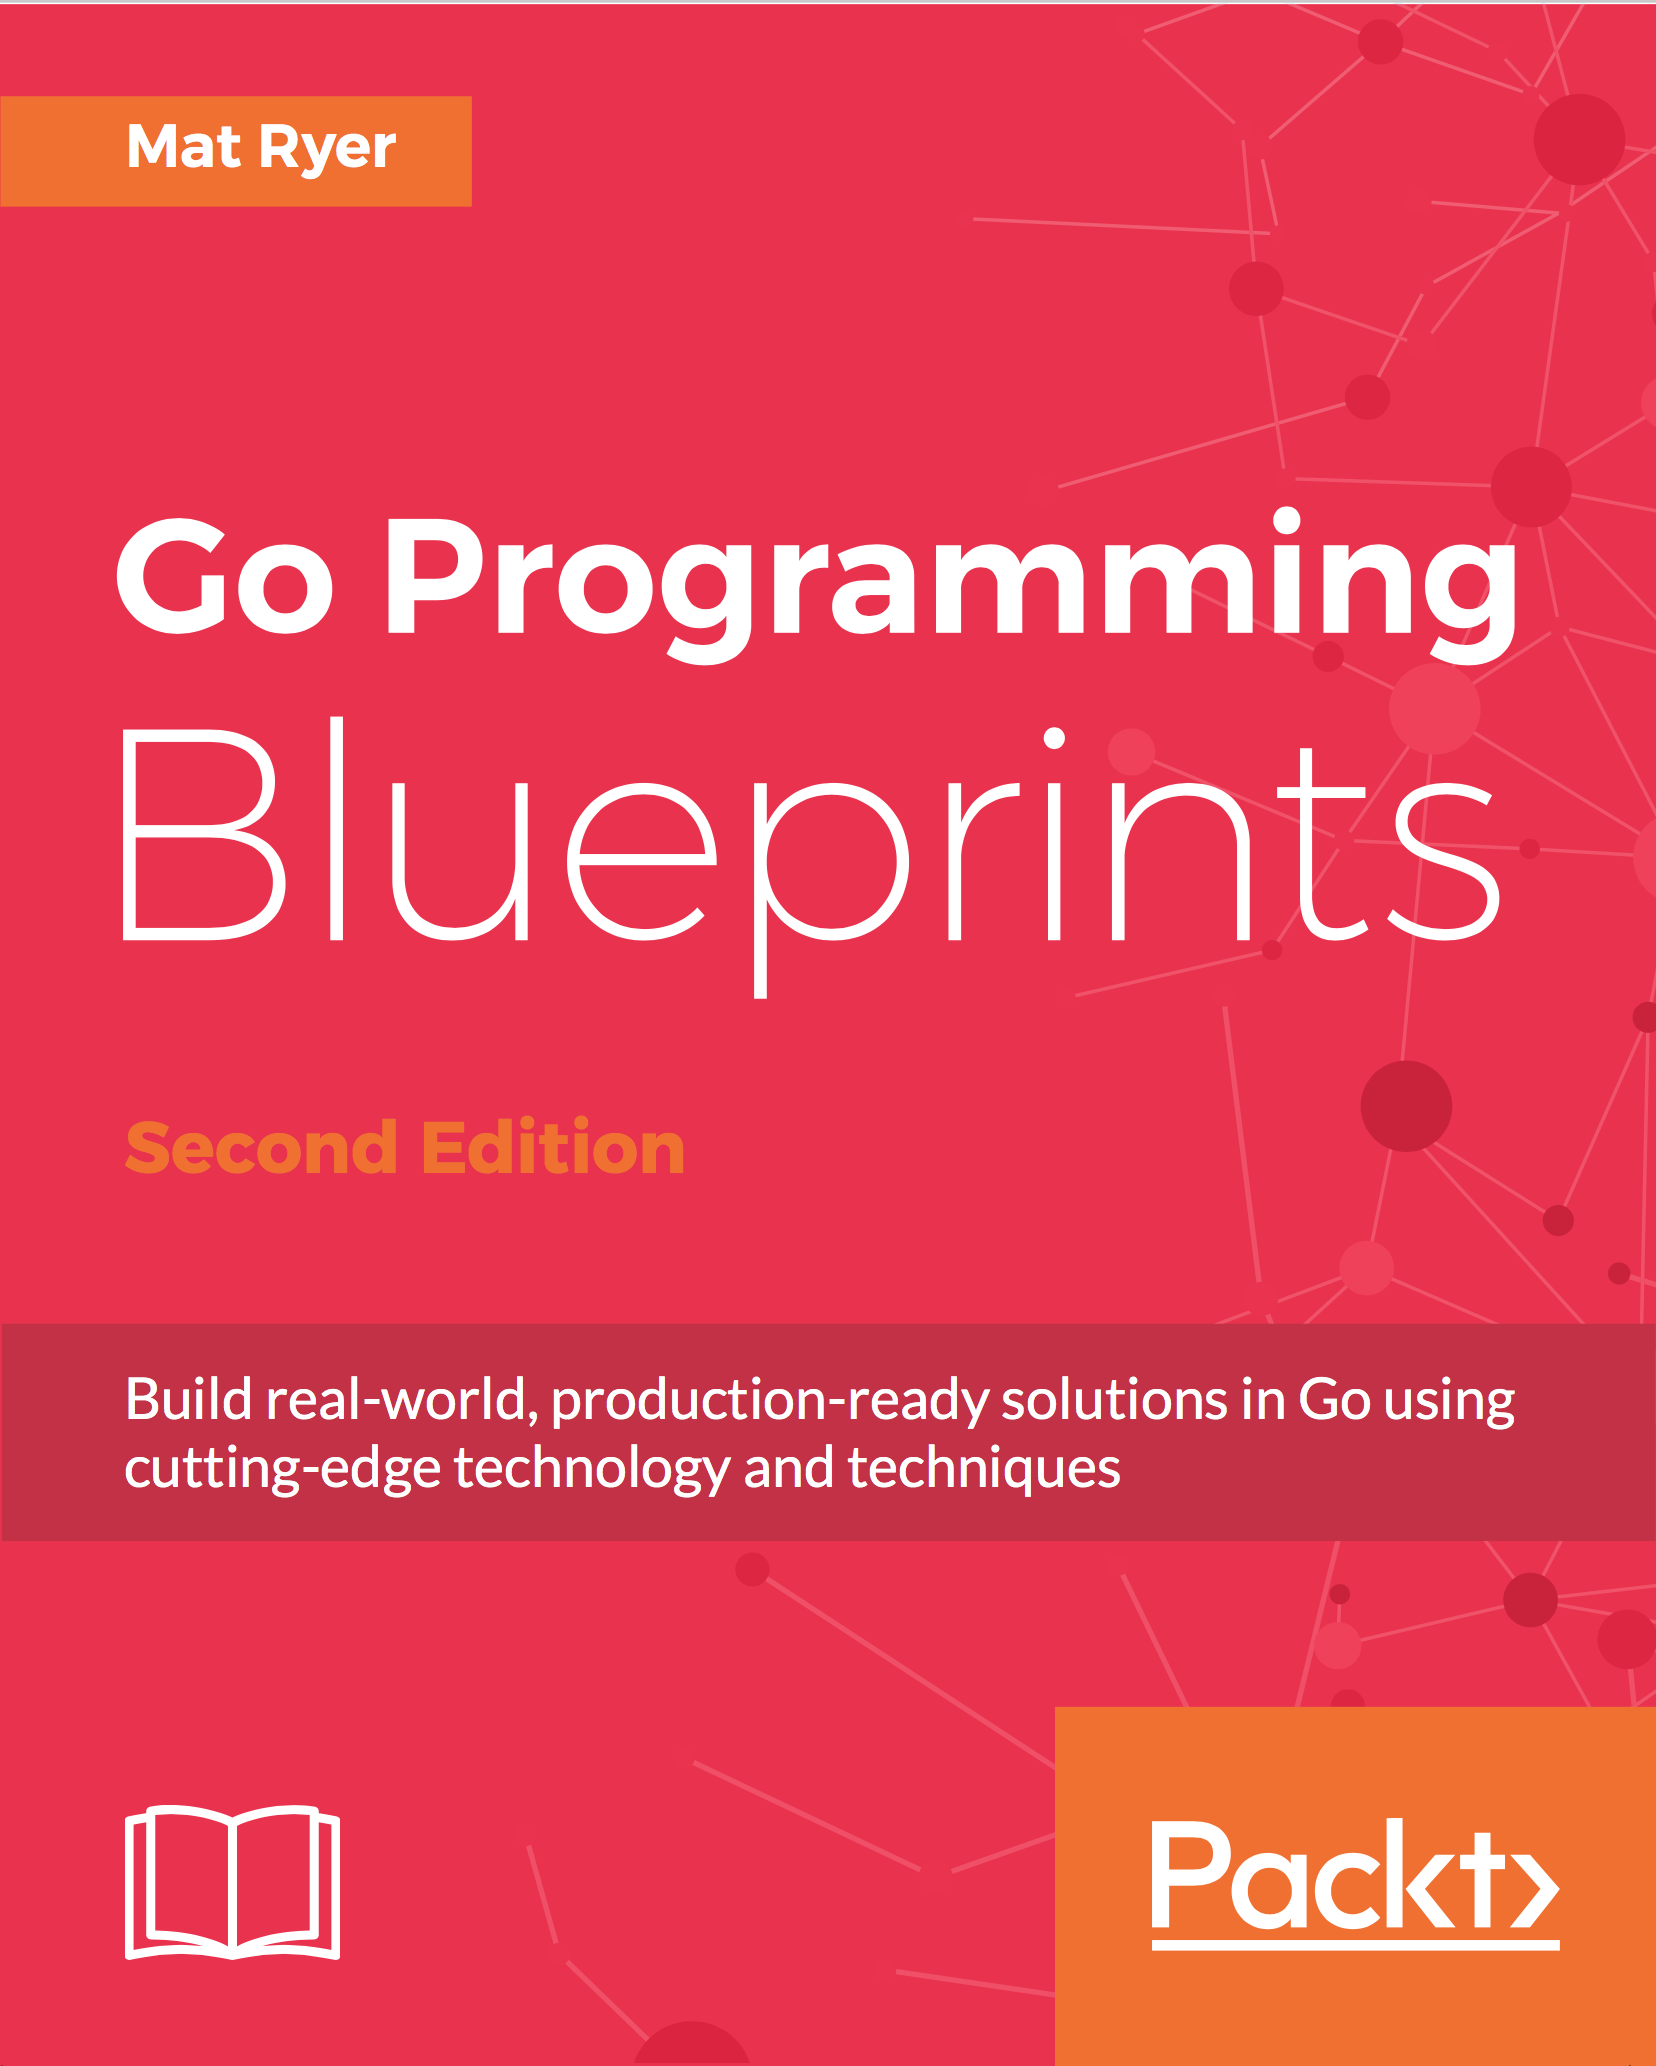 Mat Ryer
Go Programming
Blueprints
Second Edition
Build real-world, production-ready solutions in Go using
cutting-edge technology and techniques
Packt